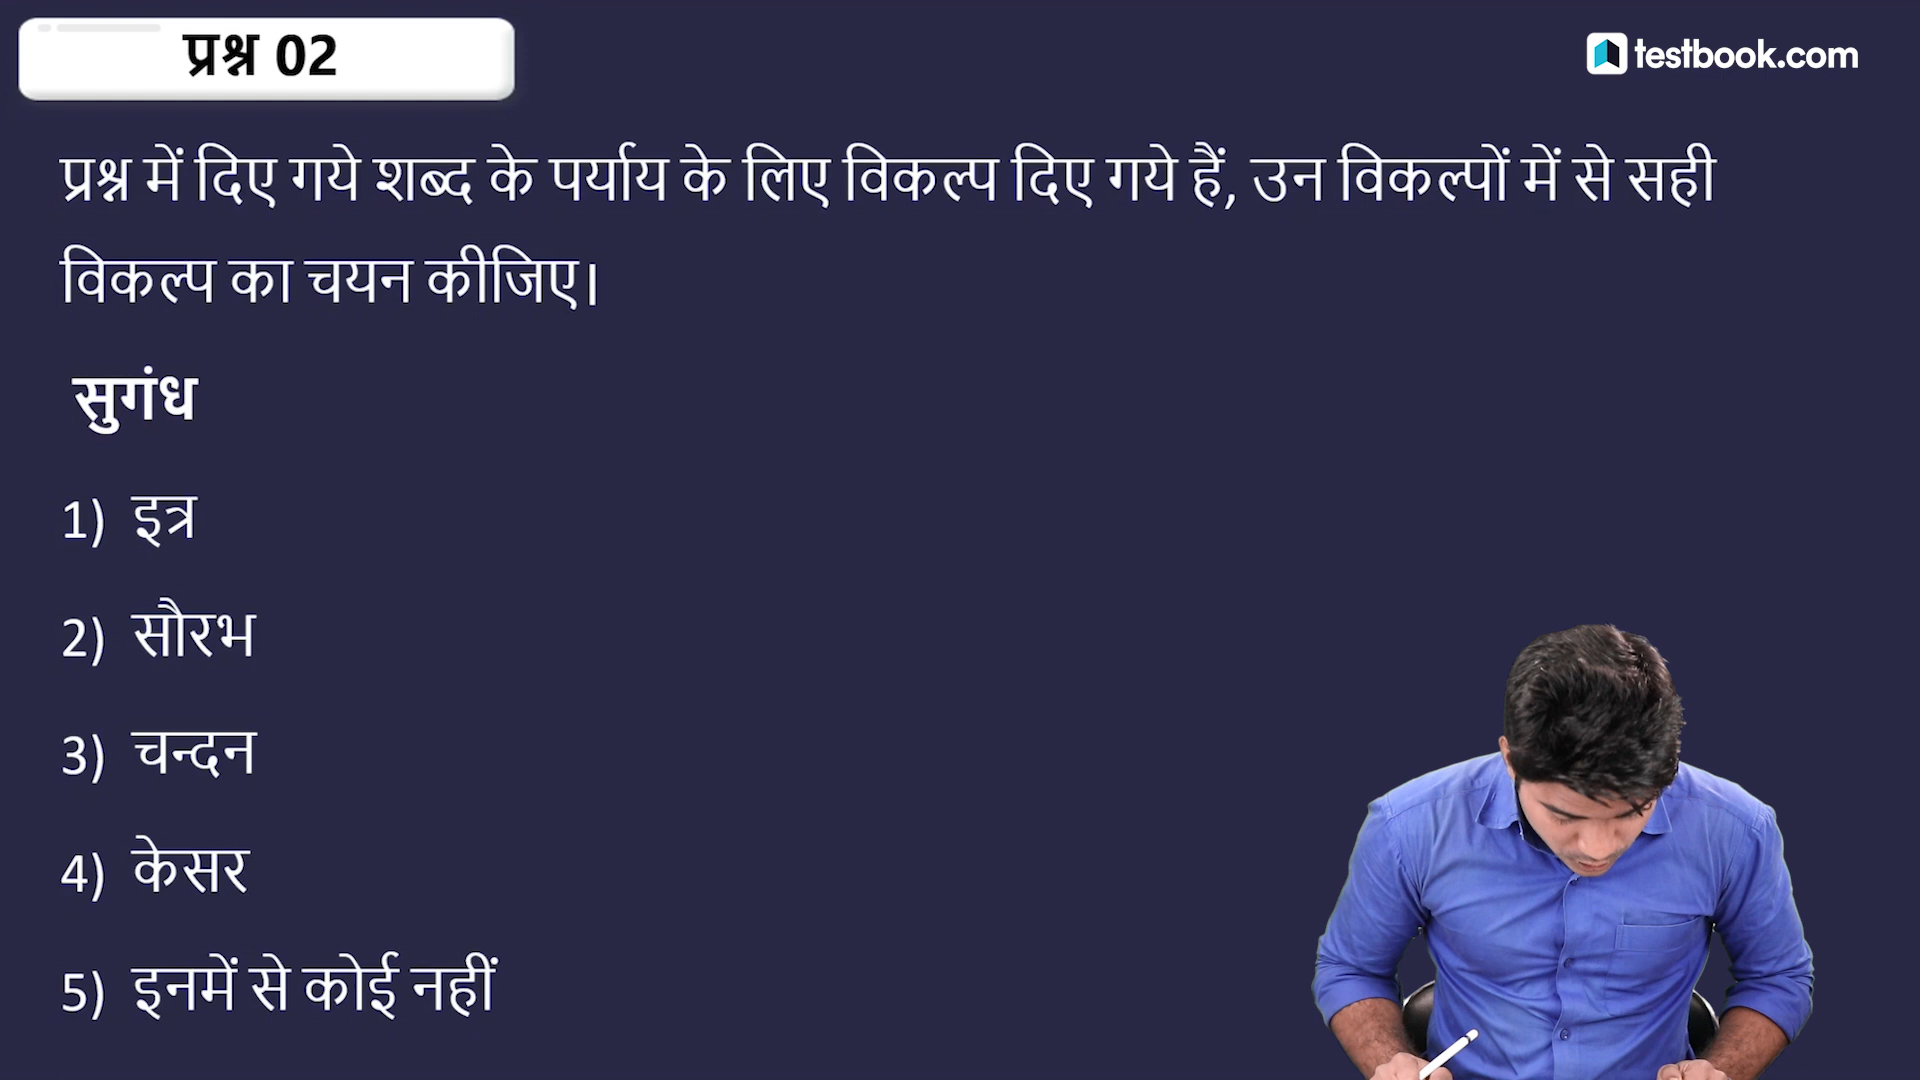 प्रश्न 02
testbook.com
प्रश्न में दिए गये शब्द के पर्याय के लिए विकल्प दिए गये हैं, उन विकल्पों में से सही
विकल्प का चयन कीजिए।
सुगंध
1) इत्र
2) सौरभ
3) चन्दन
4) केसर
5) इनमें से कोई नहीं